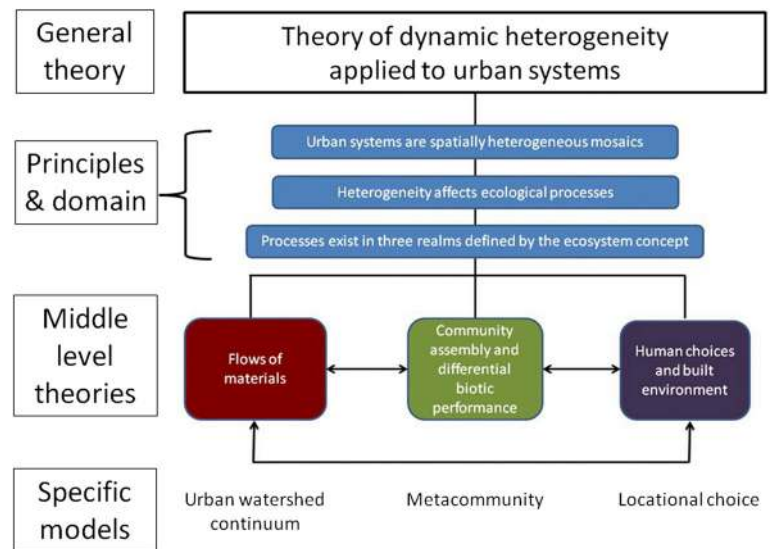 General
theory
Theory of dynamic heterogeneity
applied to urban systems
Principles
& domain
Urban systems are spatially heterogeneous mosaics
Heterogeneity affects ecological processes
Processes exist in three realms defined by the ecosystem concept
Middle
level
theories
Flows of
materials
Community
assembly and
differential
biotic
performance
Human choices
and built
environment
Specific
models
Urban watershed
continuum
Metacommunity
Locational choice